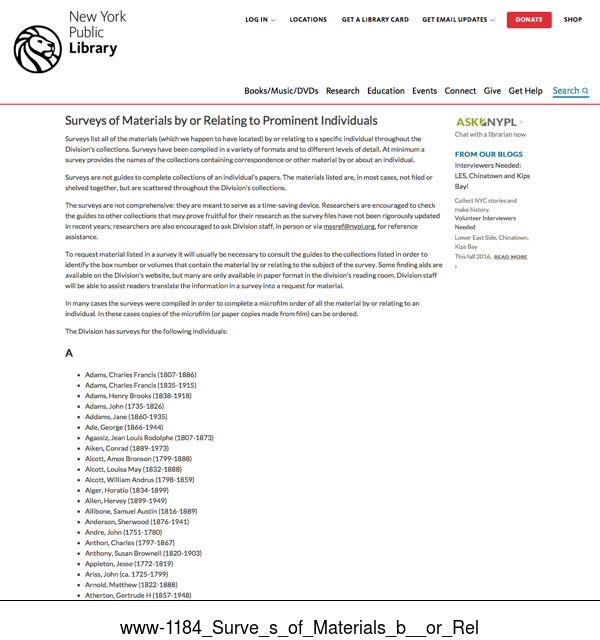 New York
Public
Library
LOG IN
LOCATIONS
GET A LIBRARY CARD
GET EMAIL UPDATES
DONATE
SHOP
Books/Music/DVDs Research Education Events Connect Give Get Help Search
Surveys of Materials by or Relating to Prominent Individuals
Surveys list all of the materials (which we happen to have located) by or relating to a specific individual throughout the
Division's collections. Surveys have been compiled in a variety of formats and to different levels of detail. At minimum a
survey provides the names of the collections containing correspondence or other material by or about an individual.
Surveys are not guides to complete collections of an individual's papers. The materials listed are, in most cases, not filed or
shelved together, but are scattered throughout the Division's collections.
The surveys are not comprehensive: they are meant to serve as a time-saving device. Researchers are encouraged to check
the guides to other collections that may prove fruitful for their research as the survey files have not been rigorously updated
in recent years; researchers are also encouraged to ask Division staff, in person or via mssref@nypl.org, for reference
assistance.
To request material listed in a survey it will usually be necessary to consult the guides to the collections listed in order to
identify the box number or volumes that contain the material by or relating to the subject of the survey. Some finding aids are
available on the Division's website, but many are only available in paper format in the division's reading room. Division staff
will be able to assist readers translate the information in a survey into a request for material.
In many cases the surveys were compiled in order to complete a microfilm order of all the material by or relating to an
individual. In these cases copies of the microfilm (or paper copies made from film) can be ordered.
The Division has surveys for the following individuals:
A
• Adams, Charles Francis (1807-1886)
• Adams, Charles Francis (1835-1915)
• Adams, Henry Brooks (1838-1918)
• Adams, John (1735-1826)
• Addams, Jane (1860-1935)
• Ade, George (1866-1944)
• Agassiz, Jean Louis Rodolphe (1807-1873)
• Aiken, Conrad (1889-1973)
• Alcott, Amos Bronson (1799-1888)
• Alcott, Louisa May (1832-1888)
• Alcott, William Andrus (1798-1859)
• Alger, Horatio (1834-1899)
• Allen, Hervey (1899-1949)
• Allibone, Samuel Austin (1816-1889)
• Anderson, Sherwood (1876-1941)
• Andre, John (1751-1780)
• Anthon, Charles (1797-1867)
• Anthony, Susan Brownell (1820-1903)
• Appleton, Jesse (1772-1819)
• Ariss, John (ca. 1725-1799)
• Arnold, Matthew (1822-1888)
• Atherton, Gertrude H (1857-1948)
ASK NYPL >
Chat with a librarian now
FROM OUR BLOGS
Interviewers Needed:
LES, Chinatown and Kips
Bay!
Collect NYC stories and
make history.
Volunteer Interviewers
Needed
Lower East Side, Chinatown,
Kips Bay
This fall 2016, READ MORE
›
www-1184_Surve_s_of_Materials_b__or_Rel